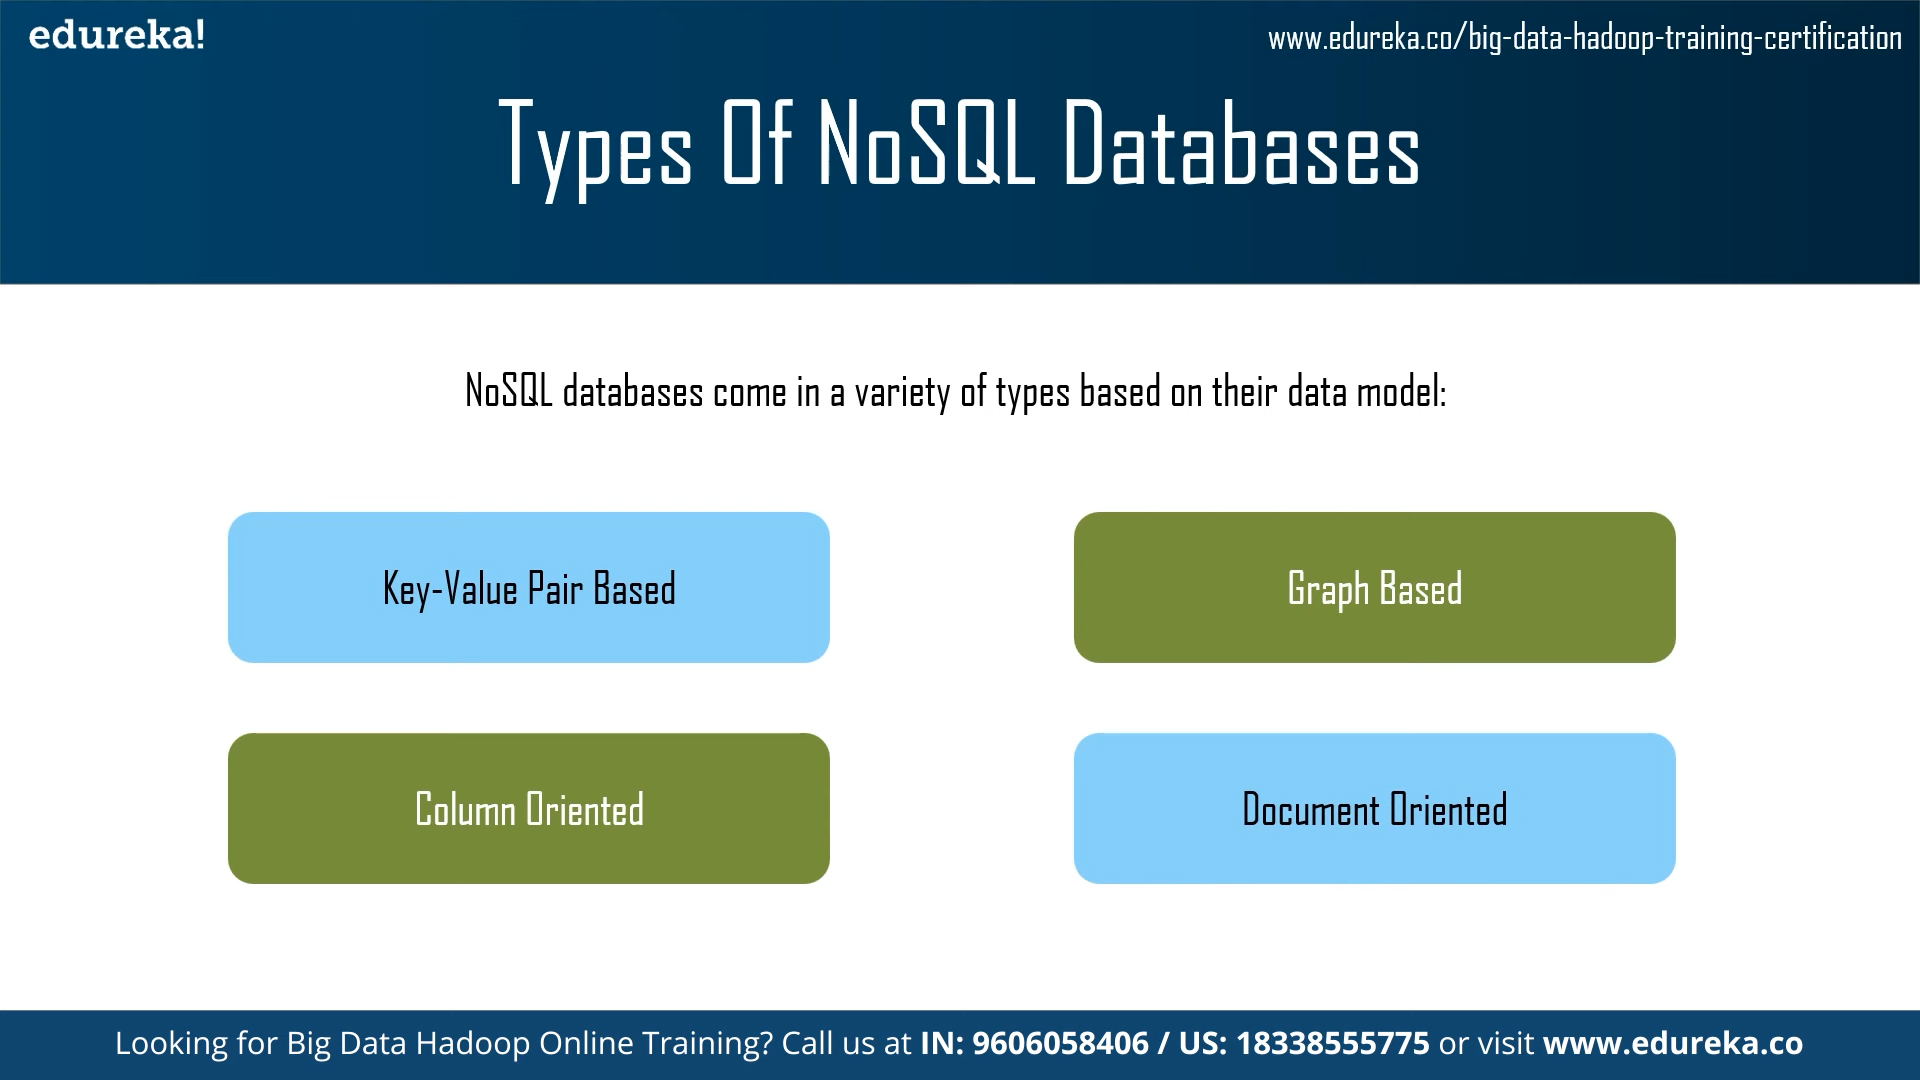 edureka!
www.edureka.co/big-data-hadoop-training-certification
Types Of NoSQL Databases
NoSQL databases come in a variety of types based on their data model:
Key-Value Pair Based
Graph Based
Column Oriented
Document Oriented
Looking for Big Data Hadoop Online Training? Call us at IN: 9606058406 / US: 18338555775 or visit www.edureka.co